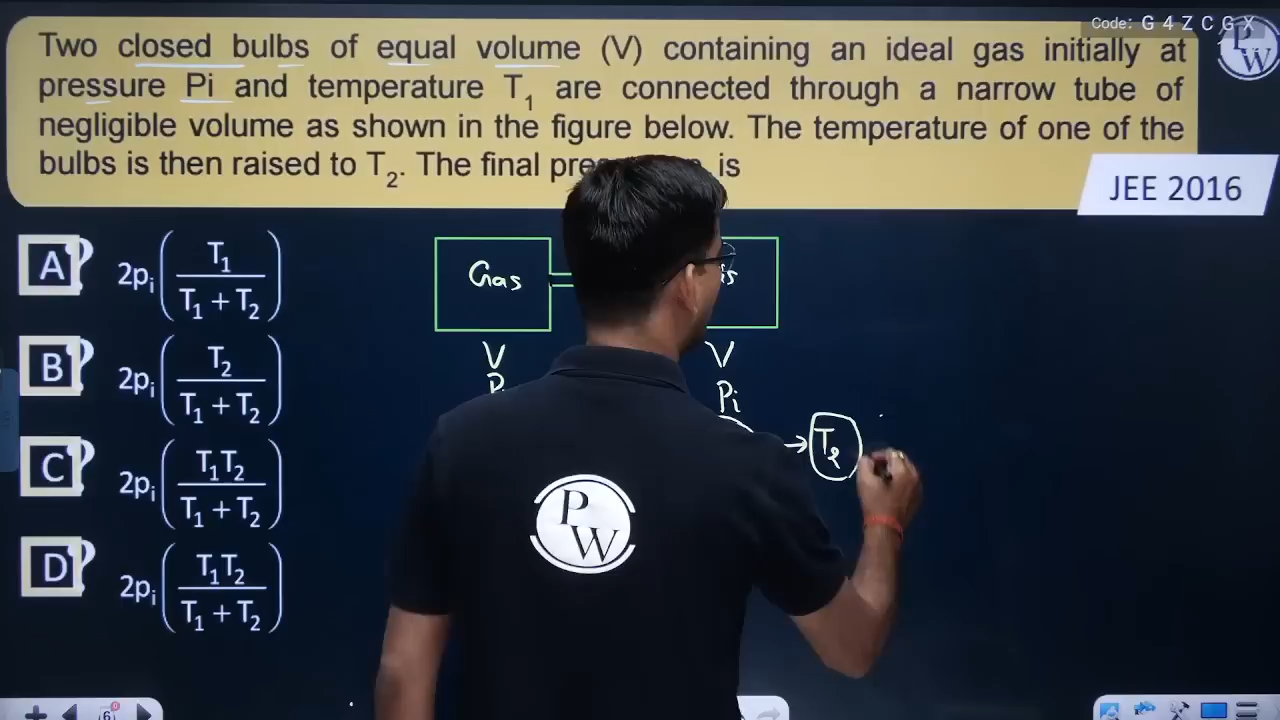 Code: G 4 Z C G X
Two closed bulbs of equal volume (V) containing an ideal gas initially at
pressure Pi and temperature T₁ are connected through a narrow tube of
negligible volume as shown in the figure below. The temperature of one of the
bulbs is then raised to T₂. The final is
JEE 2016
A? 2pᵢ(T₁/(T₁ + T₂))
B? 2pᵢ(T₂/(T₁ + T₂))
C? 2pᵢ(T₁T₂/(T₁ + T₂))
D? 2pᵢ(T₁T₂/(T₁ + T₂))
Gas
V V
Pi
→ T₂
P W
P W
6